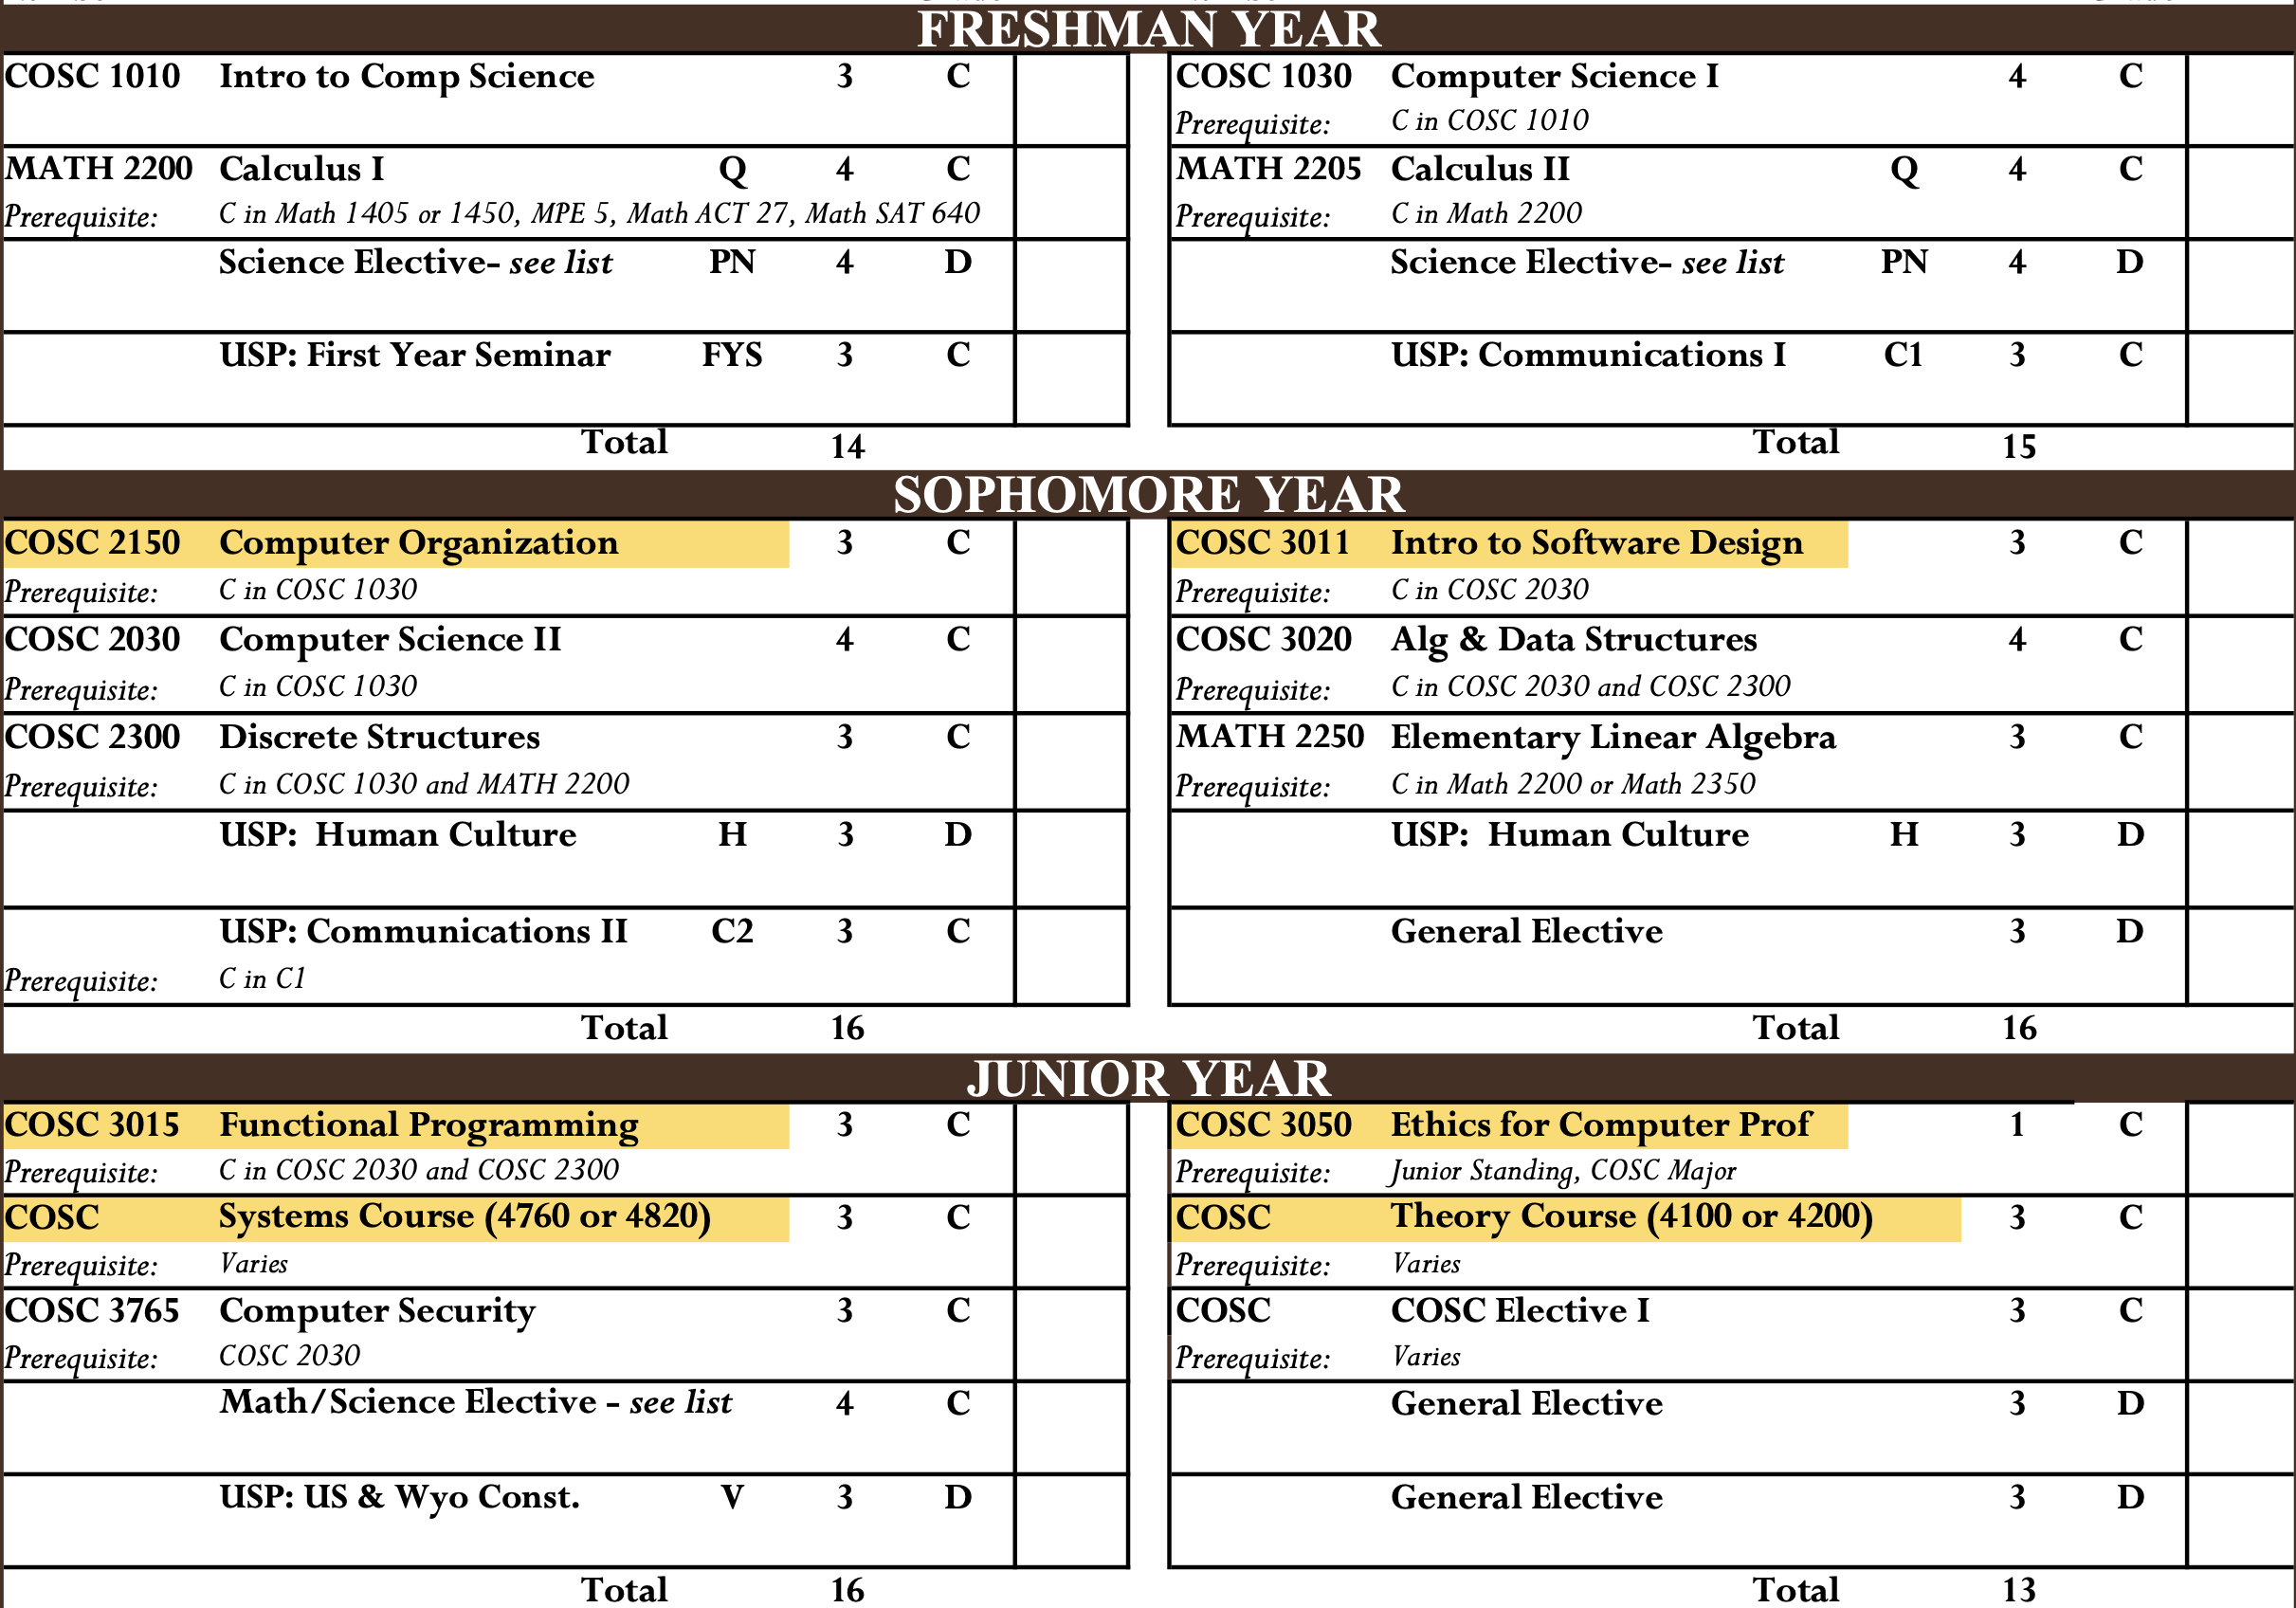 FRESHMAN YEAR
COSC 1010 Intro to Comp Science 3 C
MATH 2200 Calculus I Q 4 C
Prerequisite: C in Math 1405 or 1450, MPE 5, Math ACT 27, Math SAT 640
Science Elective- see list PN 4 D
USP: First Year Seminar FYS 3 C
Total 14
COSC 1030 Computer Science I 4 C
Prerequisite: C in COSC 1010
MATH 2205 Calculus II Q 4 C
Prerequisite: C in Math 2200
Science Elective- see list PN 4 D
USP: Communications I C1 3 C
Total 15
SOPHOMORE YEAR
COSC 2150 Computer Organization 3 C
Prerequisite: C in COSC 1030
COSC 2030 Computer Science II 4 C
Prerequisite: C in COSC 1030
COSC 2300 Discrete Structures 3 C
Prerequisite: C in COSC 1030 and MATH 2200
USP: Human Culture H 3 D
USP: Communications II C2 3 C
Prerequisite: C in C1
Total 16
COSC 3011 Intro to Software Design 3 C
Prerequisite: C in COSC 2030
COSC 3020 Alg & Data Structures 4 C
Prerequisite: C in COSC 2030 and COSC 2300
MATH 2250 Elementary Linear Algebra 3 C
Prerequisite: C in Math 2200 or Math 2350
USP: Human Culture H 3 D
General Elective 3 D
Total 16
JUNIOR YEAR
COSC 3015 Functional Programming 3 C
Prerequisite: C in COSC 2030 and COSC 2300
COSC Systems Course (4760 or 4820) 3 C
Prerequisite: Varies
COSC 3765 Computer Security 3 C
Prerequisite: COSC 2030
Math/Science Elective - see list 4 C
USP: US & Wyo Const. V 3 D
Total 16
COSC 3050 Ethics for Computer Prof 1 C
Prerequisite: Junior Standing, COSC Major
COSC Theory Course (4100 or 4200) 3 C
Prerequisite: Varies
COSC COSC Elective I 3 C
Prerequisite: Varies
General Elective 3 D
General Elective 3 D
Total 13